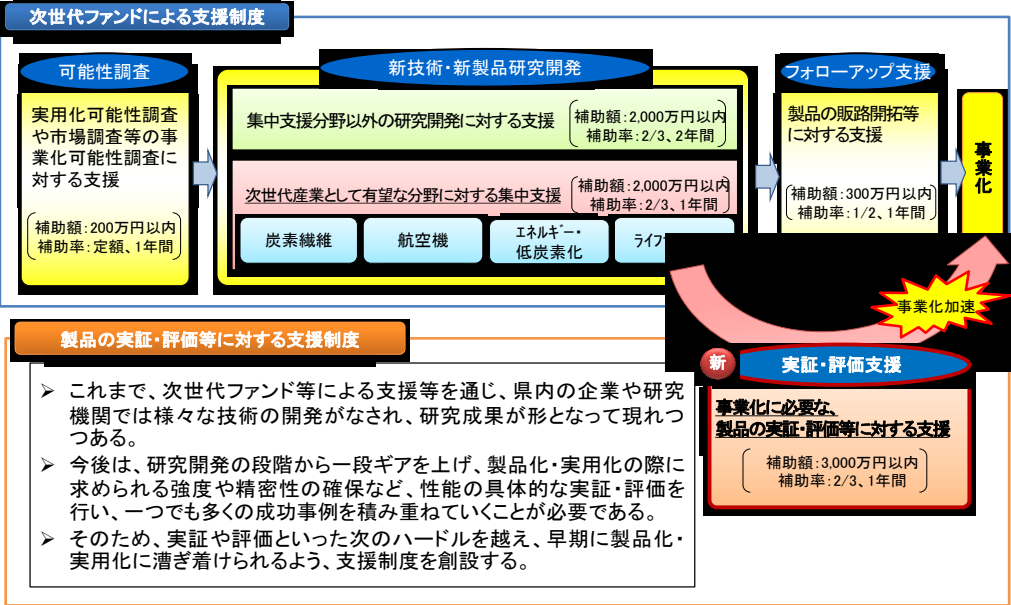 次世代ファンドによる支援制度
可能性調査
実用化可能性調査
や市場調査等の事
業化可能性調査に
対する支援
補助額:200万円以内
補助率:定額、1年間
新技術・新製品研究開発
集中支援分野以外の研究開発に対する支援
補助額:2,000万円以内
補助率:2/3、2年間
次世代産業として有望な分野に対する集中支援
補助額:2,000万円以内
補助率:2/3、1年間
炭素繊維
航空機
エネルギー・
低炭素化
ライフ
フォローアップ支援
製品の販路開拓等
に対する支援
補助額:300万円以内
補助率:1/2、1年間
事業化
事業化加速
製品の実証・評価等に対する支援制度
➢ これまで、次世代ファンド等による支援等を通じ、県内の企業や研究
機関では様々な技術の開発がなされ、研究成果が形となって現れつ
つある。
➢ 今後は、研究開発の段階から一段ギアを上げ、製品化・実用化の際に
求められる強度や精密性の確保など、性能の具体的な実証・評価を
行い、一つでも多くの成功事例を積み重ねていくことが必要である。
➢ そのため、実証や評価といった次のハードルを越え、早期に製品化・
実用化に漕ぎ着けられるよう、支援制度を創設する。
新
実証・評価支援
事業化に必要な、
製品の実証・評価等に対する支援
補助額:3,000万円以内
補助率:2/3、1年間